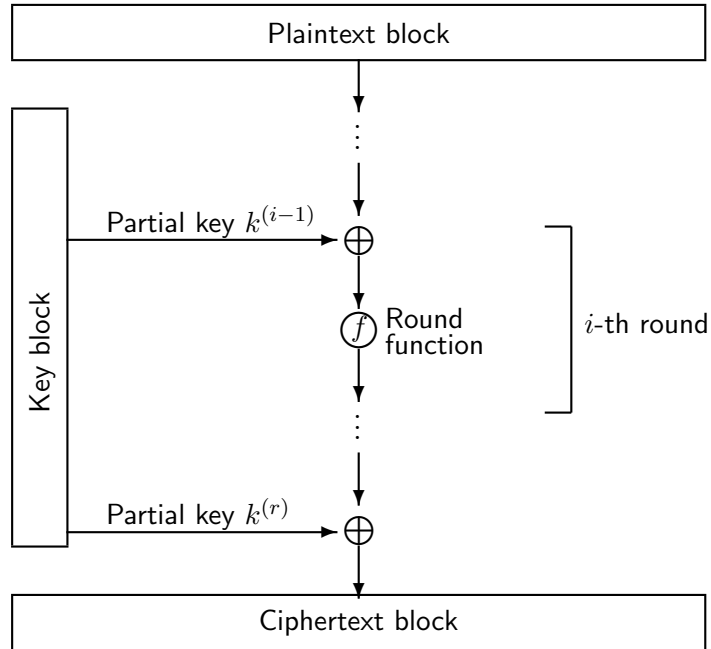 Plaintext block
⋮
Partial key k^{(i−1)}
⊕
Key block
f
Round
function
i-th round
⋮
Partial key k^{(r)}
⊕
Ciphertext block